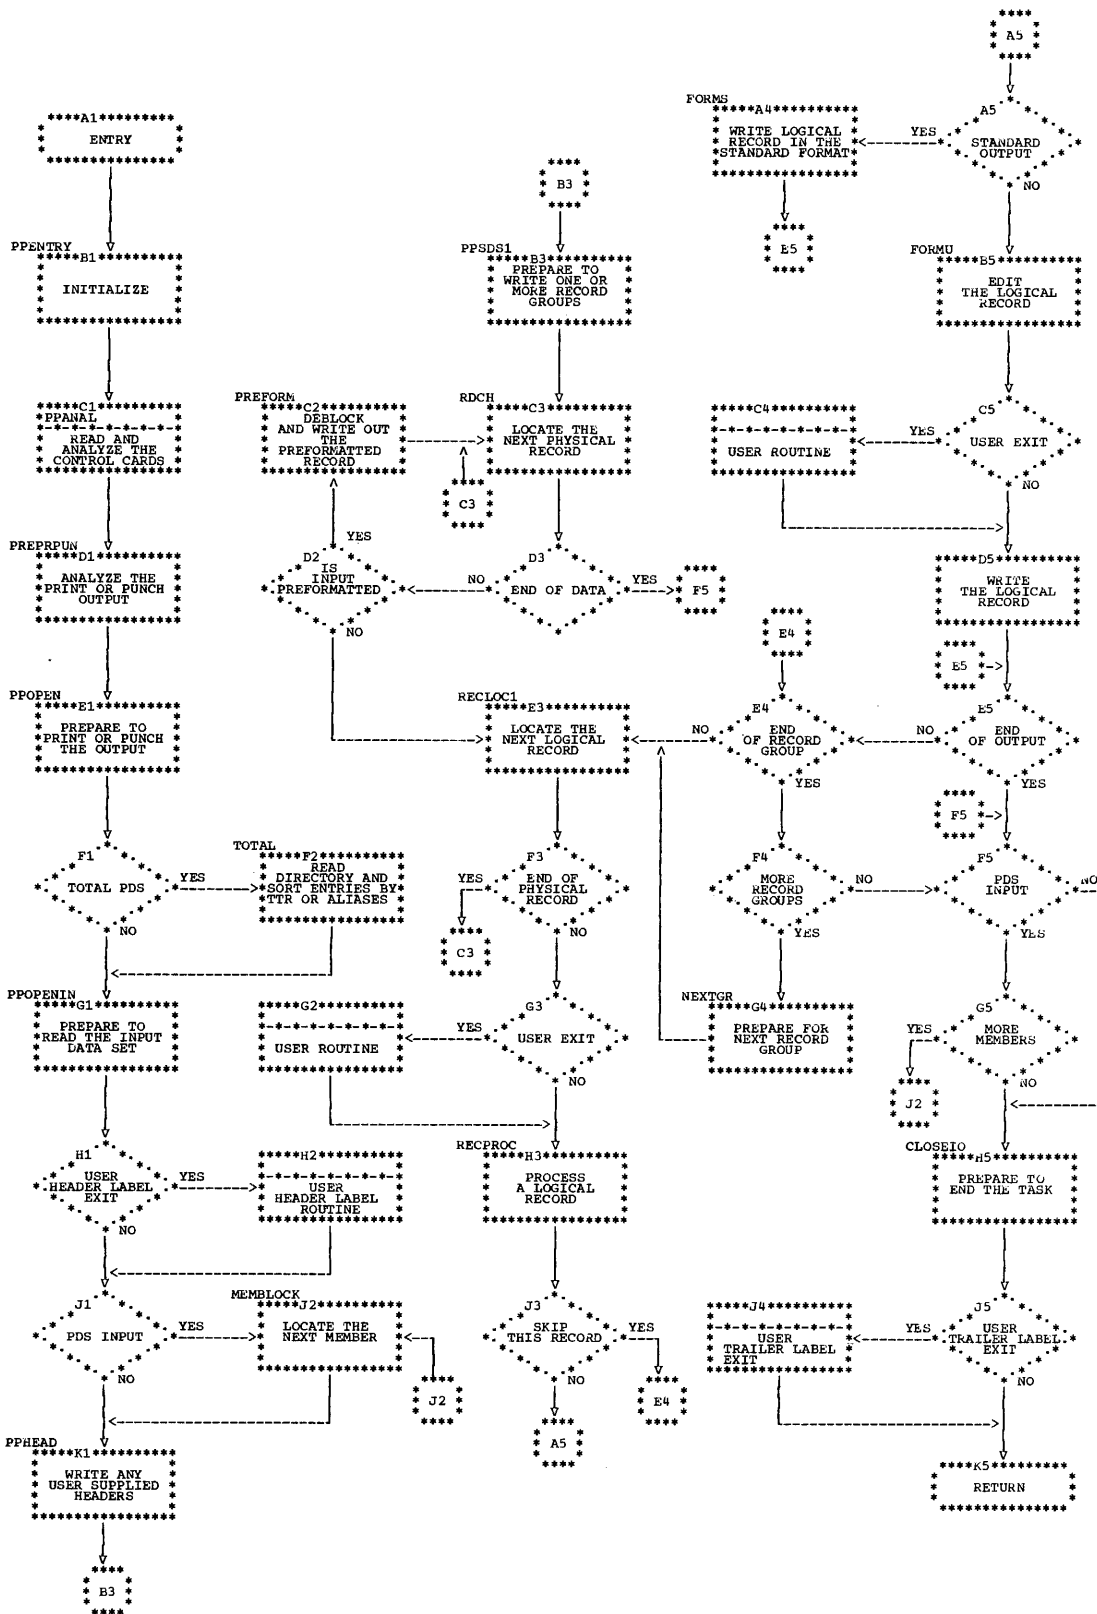 A1
ENTRY
PPENTRY
B1
INITIALIZE
C1
PPANAL
READ AND
ANALYZE THE
CONTROL CARDS
PREPRPUN
D1
ANALYZE THE
PRINT OR PUNCH
OUTPUT
PPOPEN
E1
PREPARE TO
PRINT OR PUNCH
THE OUTPUT
F1
TOTAL PDS
YES
NO
TOTAL
F2
READ
DIRECTORY AND
SORT ENTRIES BY
TTR OR ALIASES
PPOPENIN
G1
PREPARE TO
READ THE INPUT
DATA SET
H1
USER
HEADER LABEL
EXIT
YES
NO
H2
USER
HEADER LABEL
ROUTINE
J1
PDS INPUT
YES
NO
MEMBLOCK
J2
LOCATE THE
NEXT MEMBER
J2
PPHEAD
K1
WRITE ANY
USER SUPPLIED
HEADERS
B3
B3
PPSDS1
B3
PREPARE TO
WRITE ONE OR
MORE RECORD
GROUPS
PREFORM
C2
DEBLOCK
AND WRITE OUT
THE
PREFORMATTED
RECORD
RDCH
C3
LOCATE THE
NEXT PHYSICAL
RECORD
C3
D2
IS
INPUT
PREFORMATTED
YES
NO
D3
END OF DATA
NO
YES
F5
RECLOC1
E3
LOCATE THE
NEXT LOGICAL
RECORD
F3
END OF
PHYSICAL
RECORD
YES
NO
C3
G2
USER ROUTINE
G3
USER EXIT
YES
NO
RECPROC
H3
PROCESS
A LOGICAL
RECORD
J3
SKIP
THIS RECORD
YES
NO
E4
A5
A5
FORMS
A4
WRITE LOGICAL
RECORD IN THE
STANDARD FORMAT
E5
A5
STANDARD
OUTPUT
YES
NO
FORMU
B5
EDIT
THE LOGICAL
RECORD
C4
USER ROUTINE
C5
USER EXIT
YES
NO
D5
WRITE
THE LOGICAL
RECORD
E4
E5
E4
END
OF RECORD
GROUP
NO
YES
E5
END
OF OUTPUT
NO
YES
F5
F4
MORE
RECORD
GROUPS
NO
YES
F5
PDS
INPUT
NO
YES
NEXTGR
G4
PREPARE FOR
NEXT RECORD
GROUP
G5
MORE
MEMBERS
YES
NO
J2
CLOSEIO
H5
PREPARE TO
END THE TASK
J4
USER
TRAILER LABEL
EXIT
J5
USER
TRAILER LABEL
EXIT
YES
NO
K5
RETURN